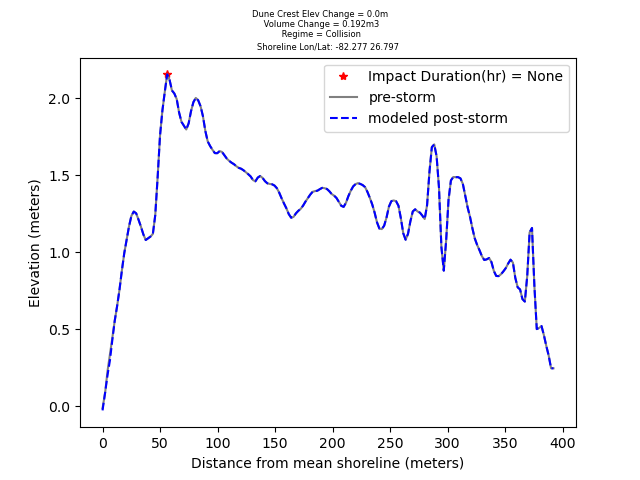 Dune Crest Elev Change = 0.0m
Volume Change = 0.192m3
Regime = Collision
Shoreline Lon/Lat: -82.277 26.797
Impact Duration(hr) = None
pre-storm
modeled post-storm
Elevation (meters)
2.0
1.5
1.0
0.5
0.0
0 50 100 150 200 250 300 350 400
Distance from mean shoreline (meters)